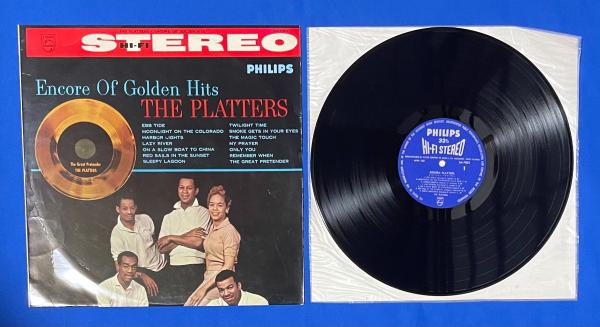 STEREO
HI-FI
PHILIPS
Encore Of Golden Hits
THE PLATTERS
EBB TIDE
MOONLIGHT ON THE COLORADO
HARBOR LIGHTS
LAZY RIVER
ON A SLOW BOAT TO CHINA
RED SAILS IN THE SUNSET
SLEEPY LAGOON
TWILIGHT TIME
SMOKE GETS IN YOUR EYES
THE MAGIC TOUCH
MY PRAYER
ONLY YOU
REMEMBER WHEN
THE GREAT PRETENDER
The Great Pretender
THE PLATTERS
PHILIPS
33⅓
HI-FI STEREO
1